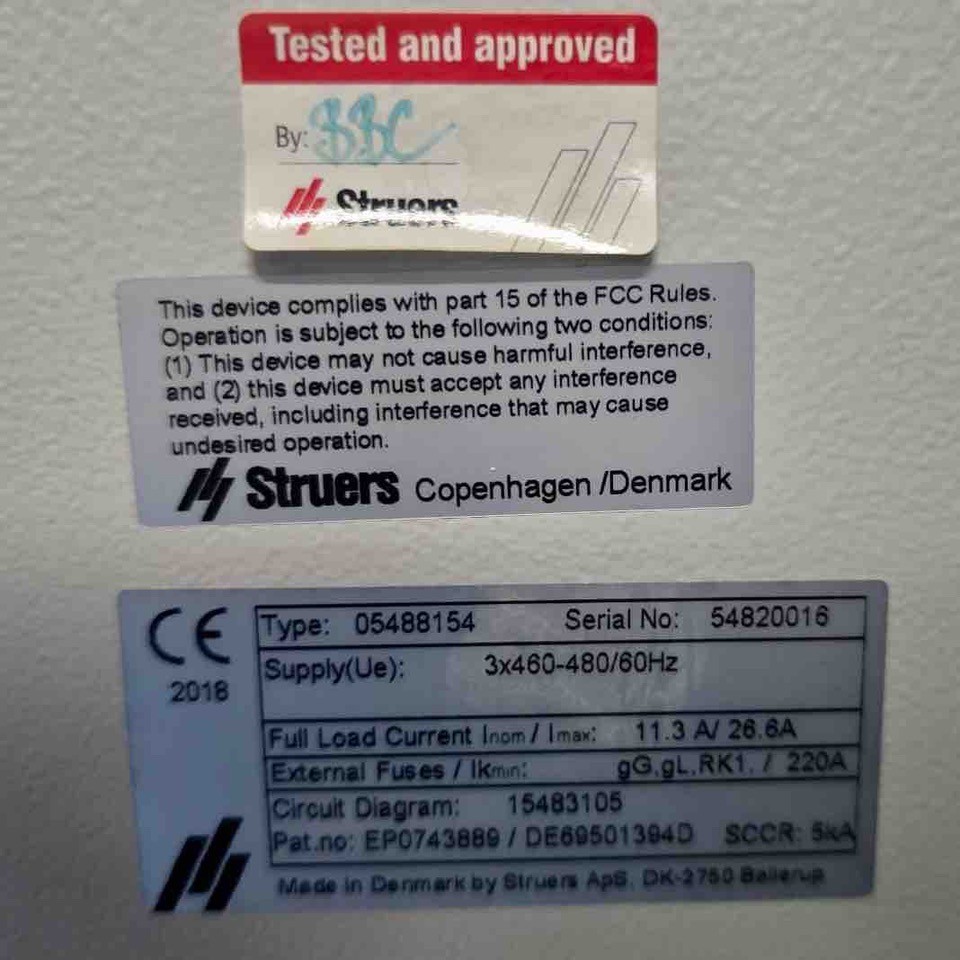 Tested and approved
By: BBC
Struers
This device complies with part 15 of the FCC Rules.
Operation is subject to the following two conditions:
(1) This device may not cause harmful interference,
and (2) this device must accept any interference
received, including interference that may cause
undesired operation.
Struers Copenhagen /Denmark
CE
2018
Type: 05488154 Serial No: 54820016
Supply(Ue): 3x460-480/60Hz
Full Load Current Inom / Imax: 11.3 A/ 26.6A
External Fuses / Ikmin: gG,gL,RK1, / 220A
Circuit Diagram: 15483105
Pat.no: EP0743889 / DE69501394D SCCR: 5kA
Made in Denmark by Struers ApS, DK-2750 Ballerup